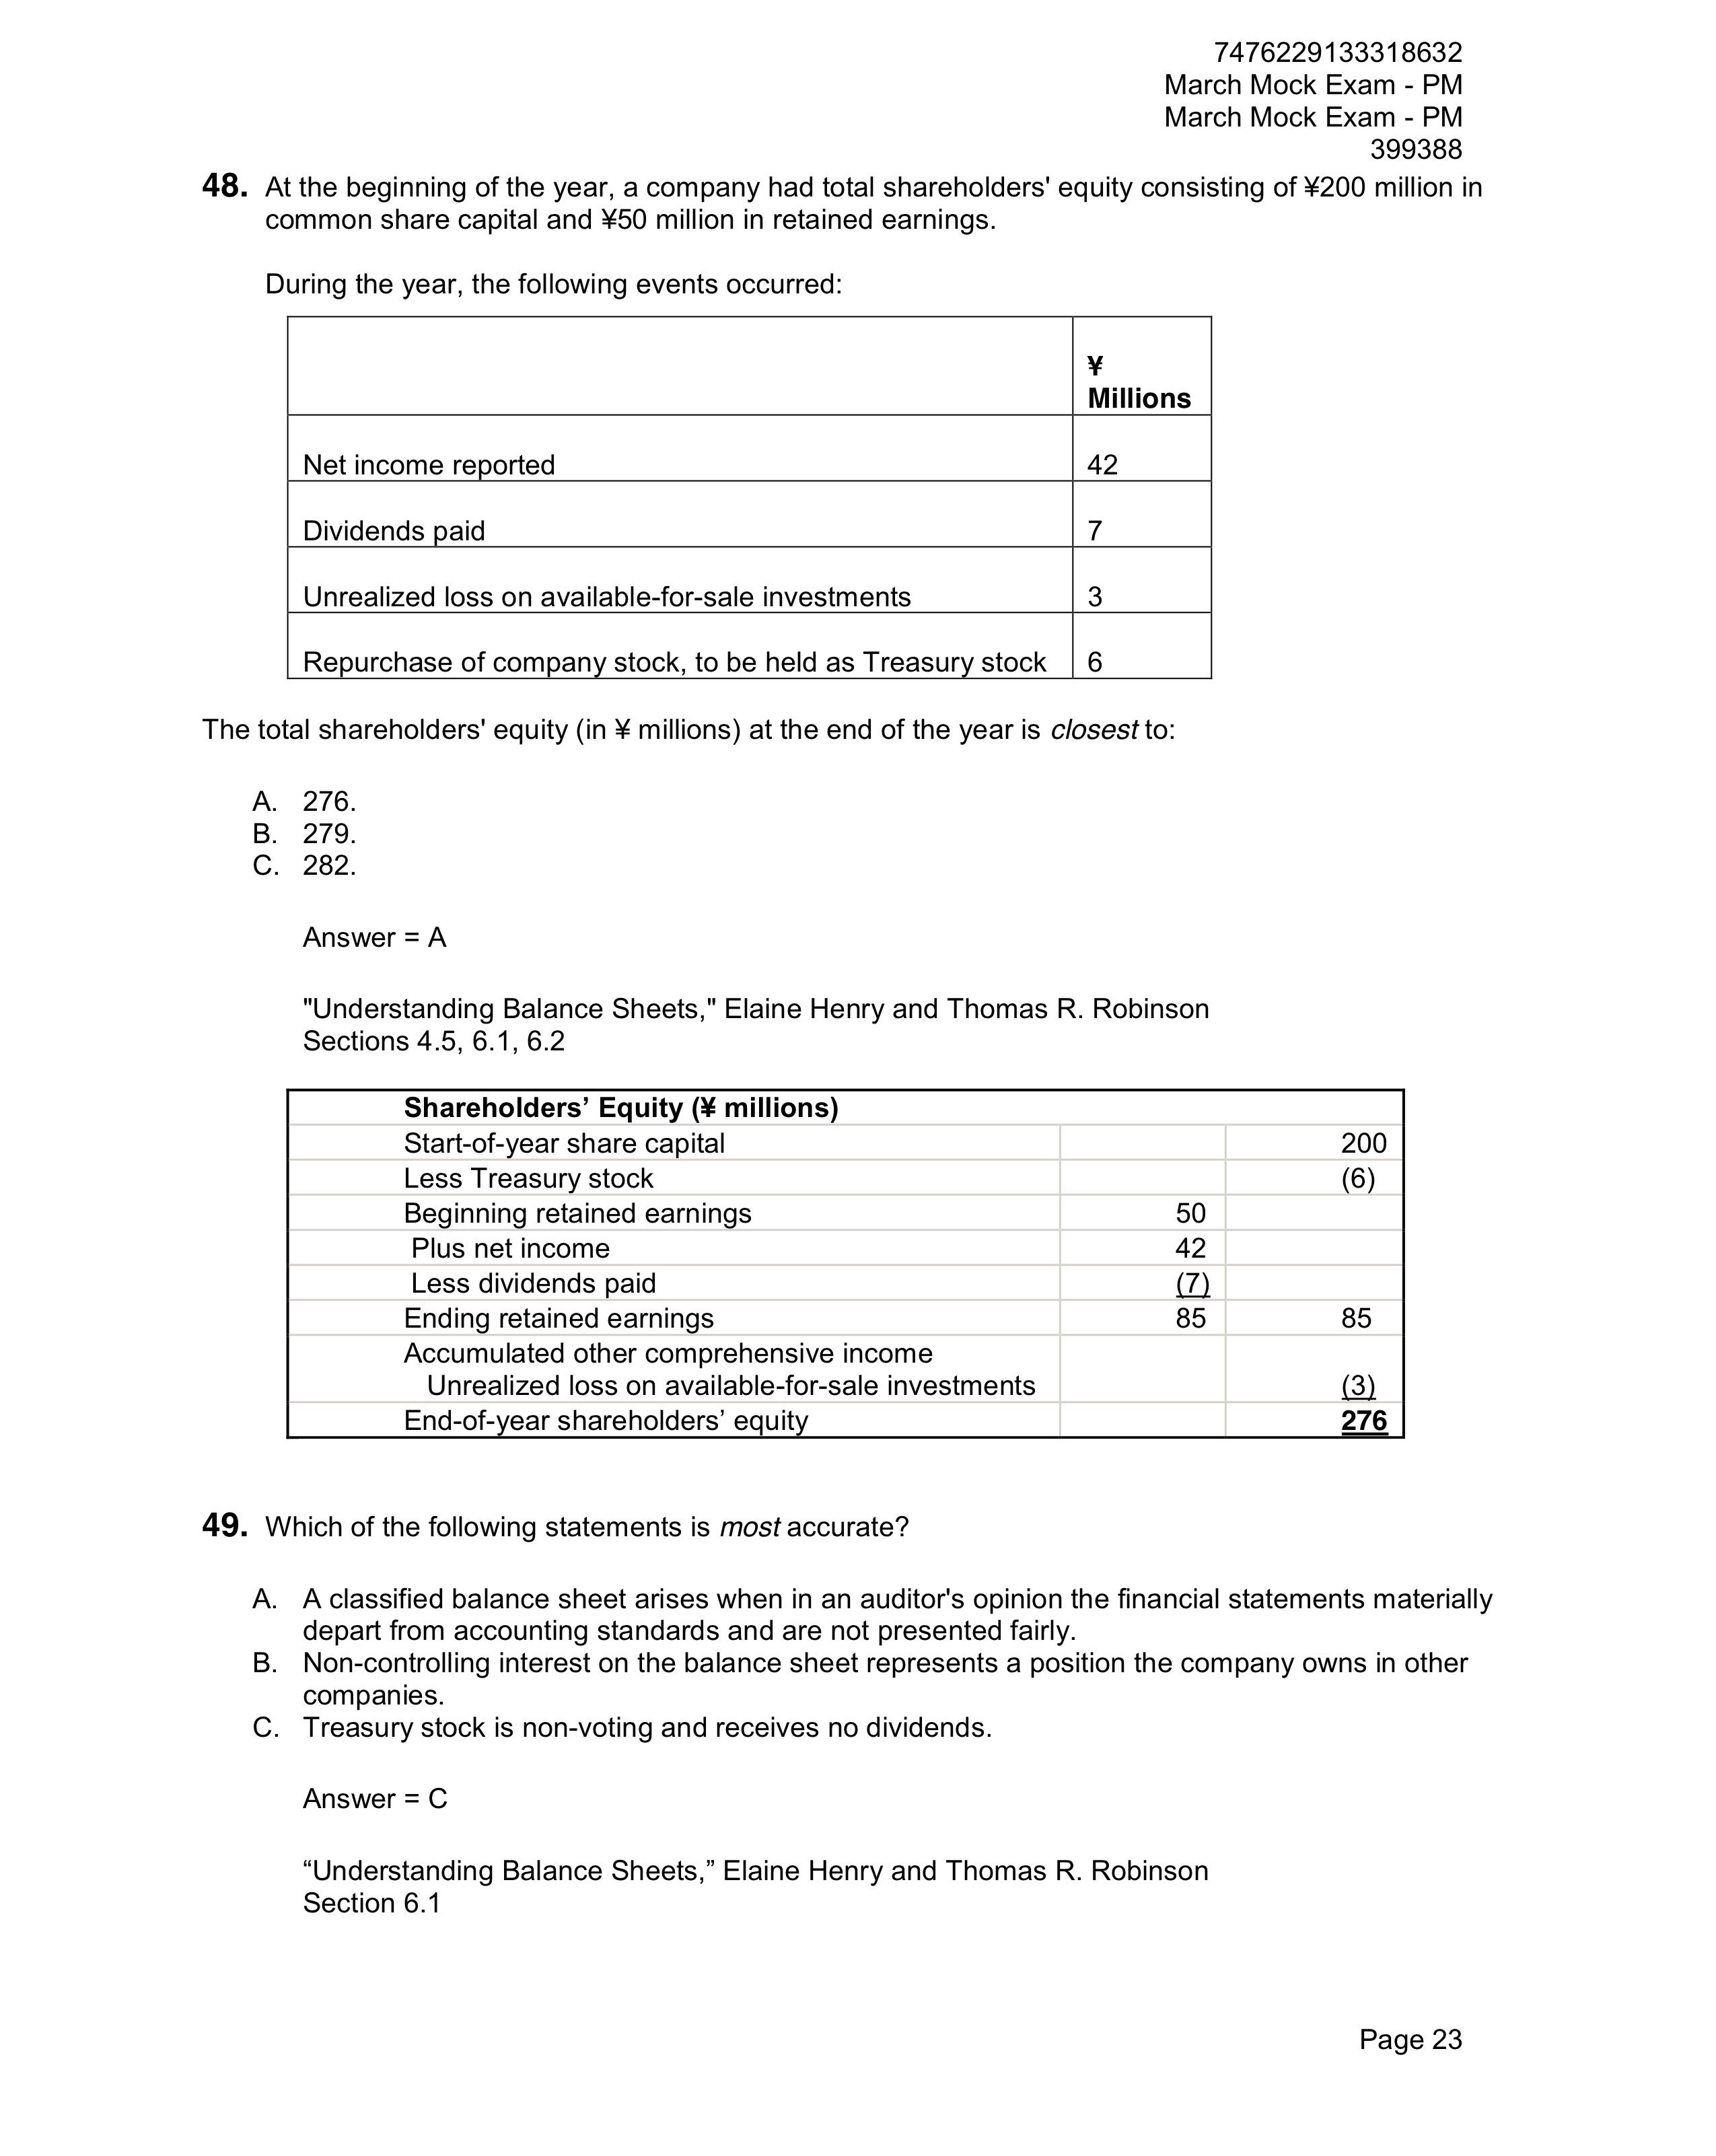 7476229133318632
March Mock Exam - PM
March Mock Exam - PM
399388
48. At the beginning of the year, a company had total shareholders' equity consisting of ¥200 million in
common share capital and ¥50 million in retained earnings.
During the year, the following events occurred:
¥
Millions
Net income reported 42
Dividends paid 7
Unrealized loss on available-for-sale investments 3
Repurchase of company stock, to be held as Treasury stock 6
The total shareholders' equity (in ¥ millions) at the end of the year is closest to:
A. 276.
B. 279.
C. 282.
Answer = A
"Understanding Balance Sheets," Elaine Henry and Thomas R. Robinson
Sections 4.5, 6.1, 6.2
Shareholders’ Equity (¥ millions)
Start-of-year share capital 200
Less Treasury stock (6)
Beginning retained earnings 50
Plus net income 42
Less dividends paid (7)
Ending retained earnings 85 85
Accumulated other comprehensive income
Unrealized loss on available-for-sale investments (3)
End-of-year shareholders’ equity 276
49. Which of the following statements is most accurate?
A. A classified balance sheet arises when in an auditor's opinion the financial statements materially
depart from accounting standards and are not presented fairly.
B. Non-controlling interest on the balance sheet represents a position the company owns in other
companies.
C. Treasury stock is non-voting and receives no dividends.
Answer = C
“Understanding Balance Sheets,” Elaine Henry and Thomas R. Robinson
Section 6.1
Page 23